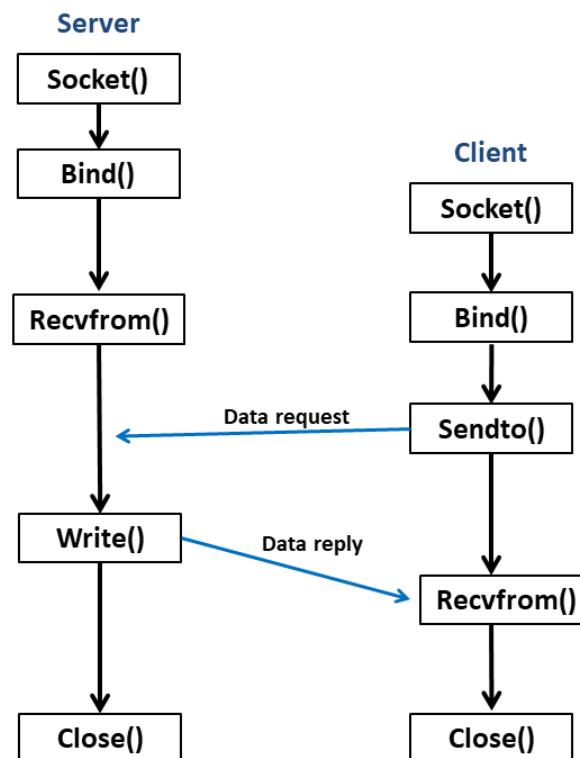 Server
Socket()
Bind()
Recvfrom()
Write()
Close()
Client
Socket()
Bind()
Sendto()
Recvfrom()
Close()
Data request
Data reply